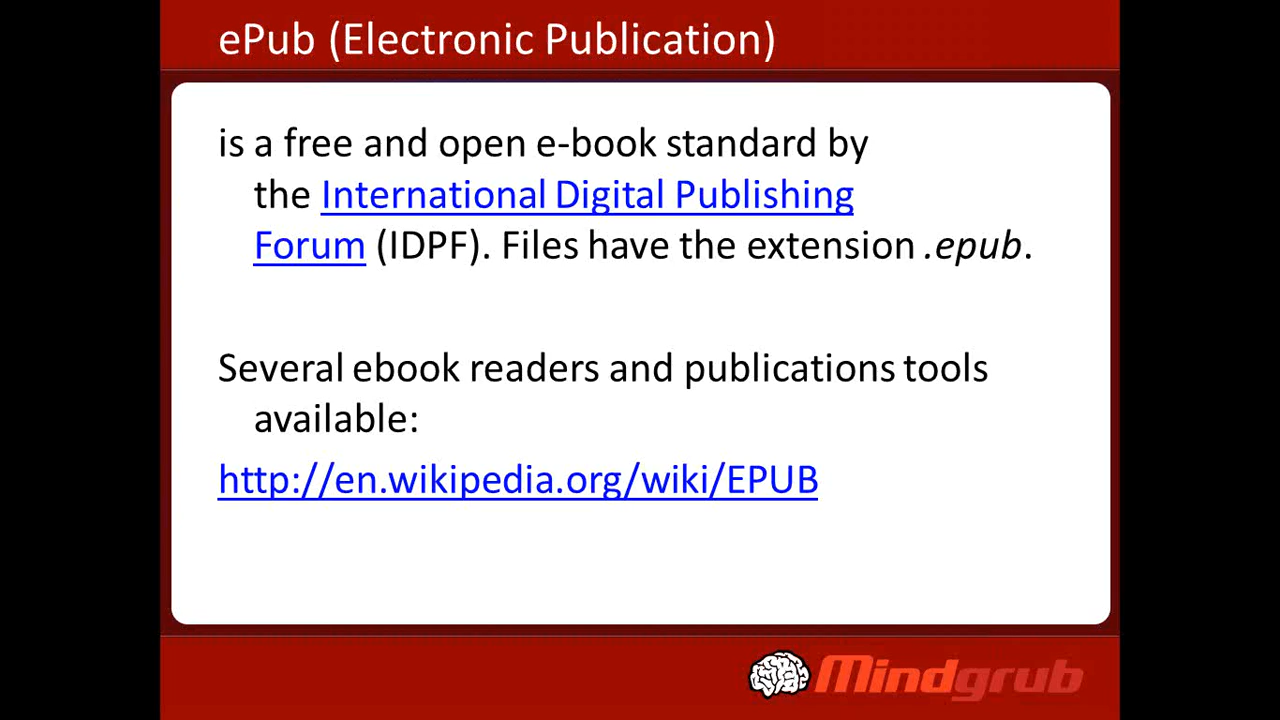 ePub (Electronic Publication)
is a free and open e-book standard by
the International Digital Publishing
Forum (IDPF). Files have the extension .epub.
Several ebook readers and publications tools
available:
http://en.wikipedia.org/wiki/EPUB
Mindgrub